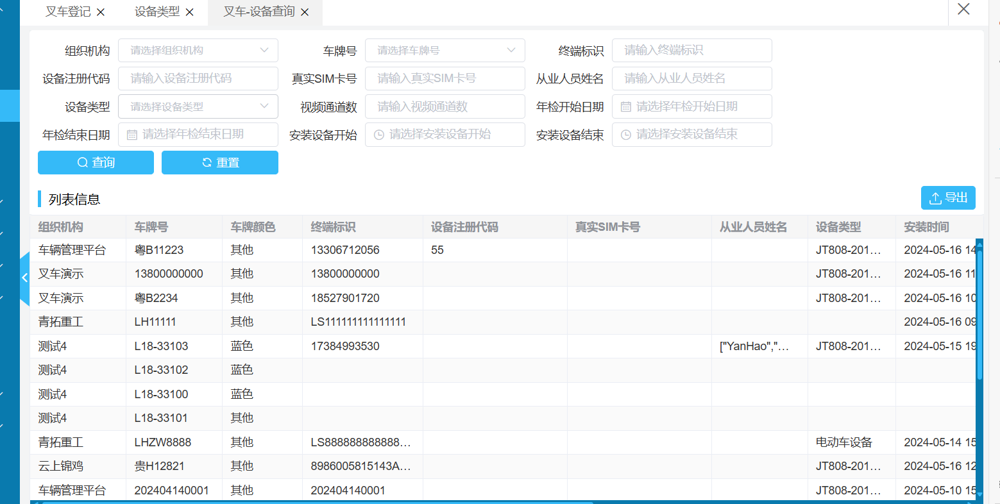 叉车登记 设备类型 叉车-设备查询
组织机构 请选择组织机构 车牌号 请选择车牌号 终端标识 请输入终端标识
设备注册代码 请输入设备注册代码 真实SIM卡号 请输入真实SIM卡号 从业人员姓名 请输入从业人员姓名
设备类型 请选择设备类型 视频通道数 请输入视频通道数 年检开始日期 请选择年检开始日期
年检结束日期 请选择年检结束日期 安装设备开始 请选择安装设备开始 安装设备结束 请选择安装设备结束
查询 重置
列表信息 导出
组织机构 车牌号 车牌颜色 终端标识 设备注册代码 真实SIM卡号 从业人员姓名 设备类型 安装时间
车辆管理平台 粤B11223 其他 13306712056 55 JT808-201... 2024-05-16 14
叉车演示 13800000000 其他 13800000000 JT808-201... 2024-05-16 11
叉车演示 粤B2234 其他 18527901720 JT808-201... 2024-05-16 10
青拓重工 LH11111 其他 LS111111111111111 2024-05-16 09
测试4 L18-33103 蓝色 17384993530 ["YanHao","... JT808-201... 2024-05-15 19
测试4 L18-33102 蓝色
测试4 L18-33100 蓝色
测试4 L18-33101 其他
青拓重工 LHZW8888 其他 LS888888888888... 电动车设备 2024-05-14 15
云上锦鸡 贵H12821 其他 8986005815143A... JT808-201... 2024-05-16 12
车辆管理平台 202404140001 其他 202404140001 JT808-201... 2024-05-10 15